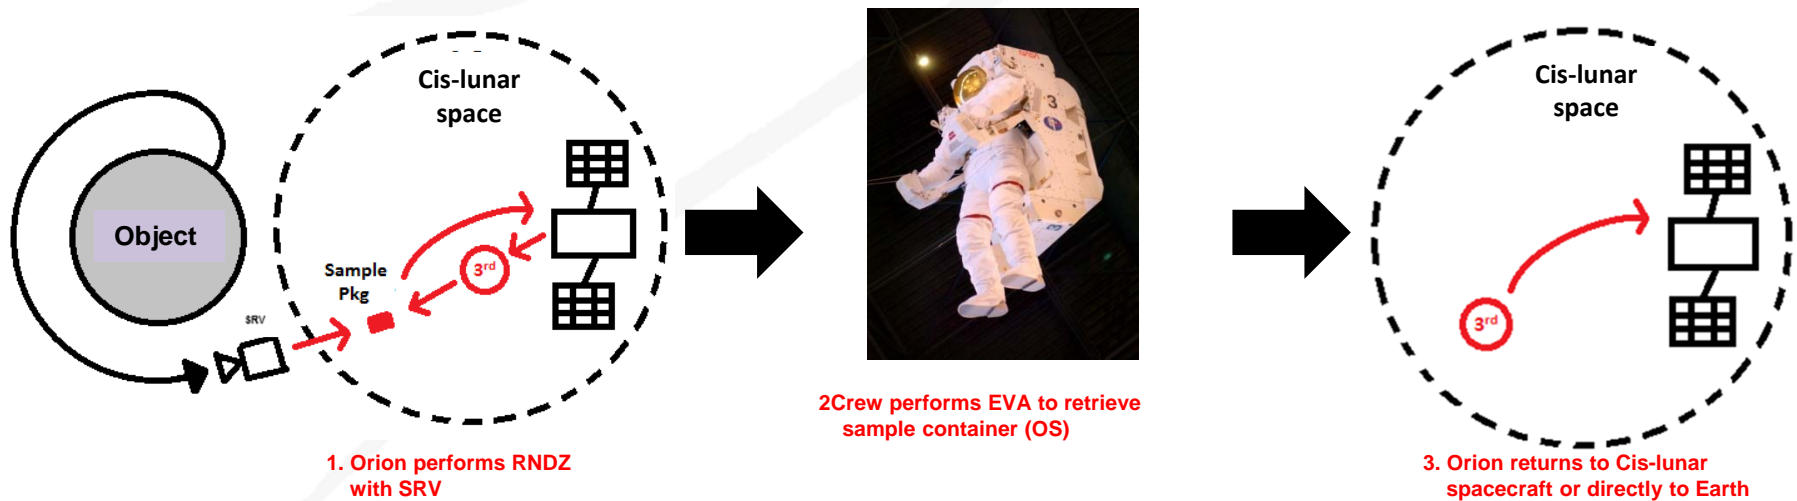 Cis-lunar
space
Object
Sample
Pkg
3rd
SRV
1. Orion performs RNDZ
with SRV
3
2Crew performs EVA to retrieve
sample container (OS)
Cis-lunar
space
3rd
3. Orion returns to Cis-lunar
spacecraft or directly to Earth